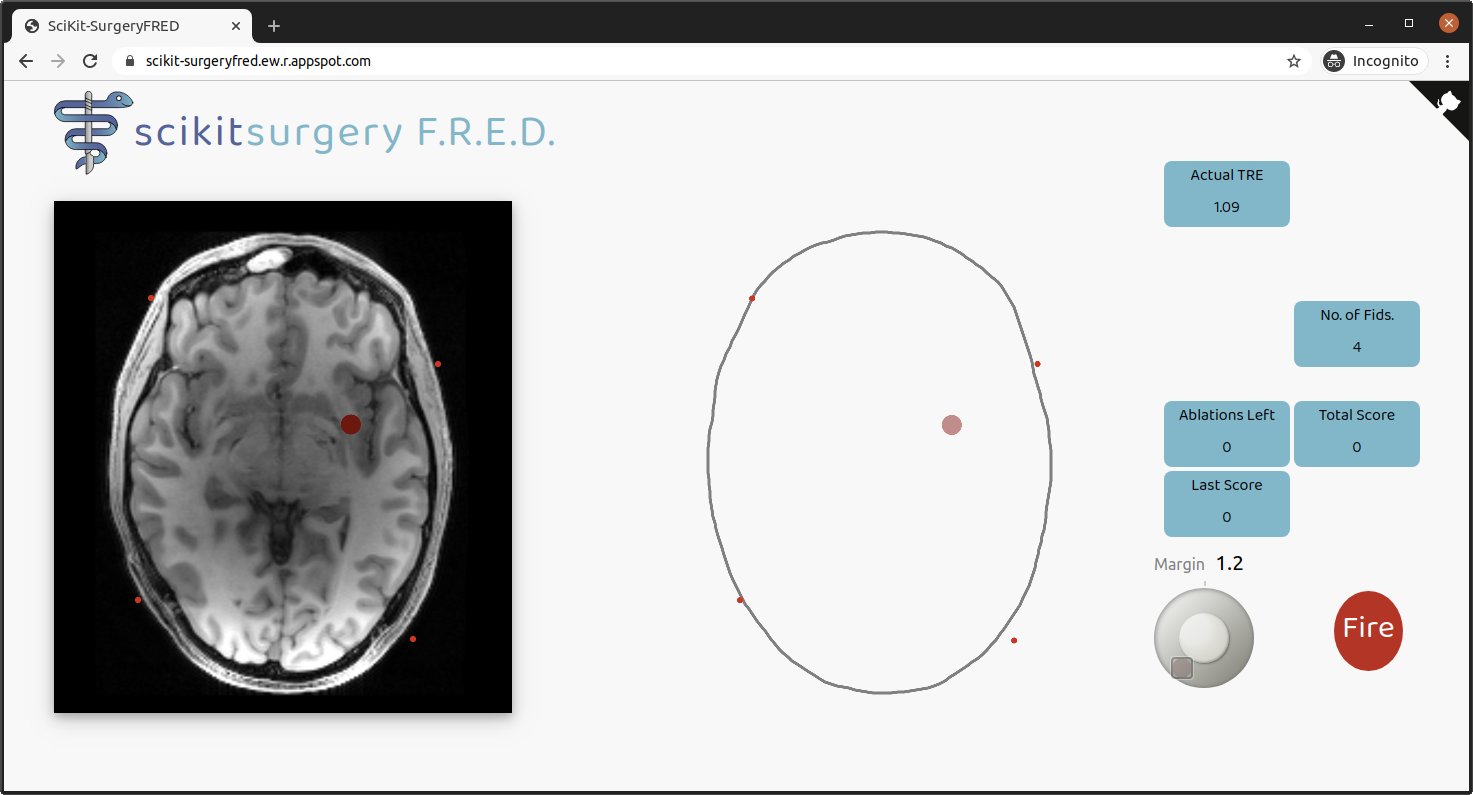 SciKit-SurgeryFRED
scikit-surgeryfred.ew.r.appspot.com
Incognito
scikitsurgery F.R.E.D.
Actual TRE
1.09
No. of Fids.
4
Ablations Left
0
Total Score
0
Last Score
0
Margin 1.2
Fire